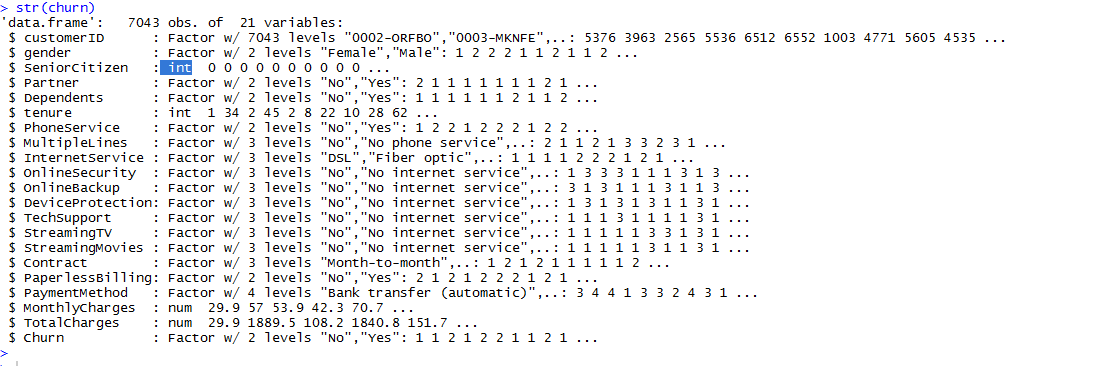 > str(churn)
'data.frame':   7043 obs. of  21 variables:
 $ customerID      : Factor w/ 7043 levels "0002-ORFBO","0003-MKNFE",..: 5376 3963 2565 5536 6512 6552 1003 4771 5605 4535 ...
 $ gender          : Factor w/ 2 levels "Female","Male": 1 2 2 2 1 1 2 1 1 2 ...
 $ SeniorCitizen   : int  0 0 0 0 0 0 0 0 0 0 ...
 $ Partner         : Factor w/ 2 levels "No","Yes": 2 1 1 1 1 1 1 1 2 1 ...
 $ Dependents      : Factor w/ 2 levels "No","Yes": 1 1 1 1 1 1 2 1 1 2 ...
 $ tenure          : int  1 34 2 45 2 8 22 10 28 62 ...
 $ PhoneService    : Factor w/ 2 levels "No","Yes": 1 2 2 1 2 2 2 1 2 2 ...
 $ MultipleLines   : Factor w/ 3 levels "No","No phone service",..: 2 1 1 2 1 3 3 2 3 1 ...
 $ InternetService : Factor w/ 3 levels "DSL","Fiber optic",..: 1 1 1 1 2 2 2 1 2 1 ...
 $ OnlineSecurity  : Factor w/ 3 levels "No","No internet service",..: 1 3 3 3 1 1 1 3 1 3 ...
 $ OnlineBackup    : Factor w/ 3 levels "No","No internet service",..: 3 1 3 1 1 1 3 1 1 3 ...
 $ DeviceProtection: Factor w/ 3 levels "No","No internet service",..: 1 3 1 3 1 3 1 1 3 1 ...
 $ TechSupport     : Factor w/ 3 levels "No","No internet service",..: 1 1 1 3 1 1 1 1 3 1 ...
 $ StreamingTV     : Factor w/ 3 levels "No","No internet service",..: 1 1 1 1 1 3 3 1 3 1 ...
 $ StreamingMovies : Factor w/ 3 levels "No","No internet service",..: 1 1 1 1 1 3 1 1 3 1 ...
 $ Contract        : Factor w/ 3 levels "Month-to-month",..: 1 2 1 2 1 1 1 1 1 2 ...
 $ PaperlessBilling: Factor w/ 2 levels "No","Yes": 2 1 2 1 2 2 2 1 2 1 ...
 $ PaymentMethod   : Factor w/ 4 levels "Bank transfer (automatic)",..: 3 4 4 1 3 3 2 4 3 1 ...
 $ MonthlyCharges  : num  29.9 57 53.9 42.3 70.7 ...
 $ TotalCharges    : num  29.9 1889.5 108.2 1840.8 151.7 ...
 $ Churn           : Factor w/ 2 levels "No","Yes": 1 1 2 1 2 2 1 1 2 1 ...
>